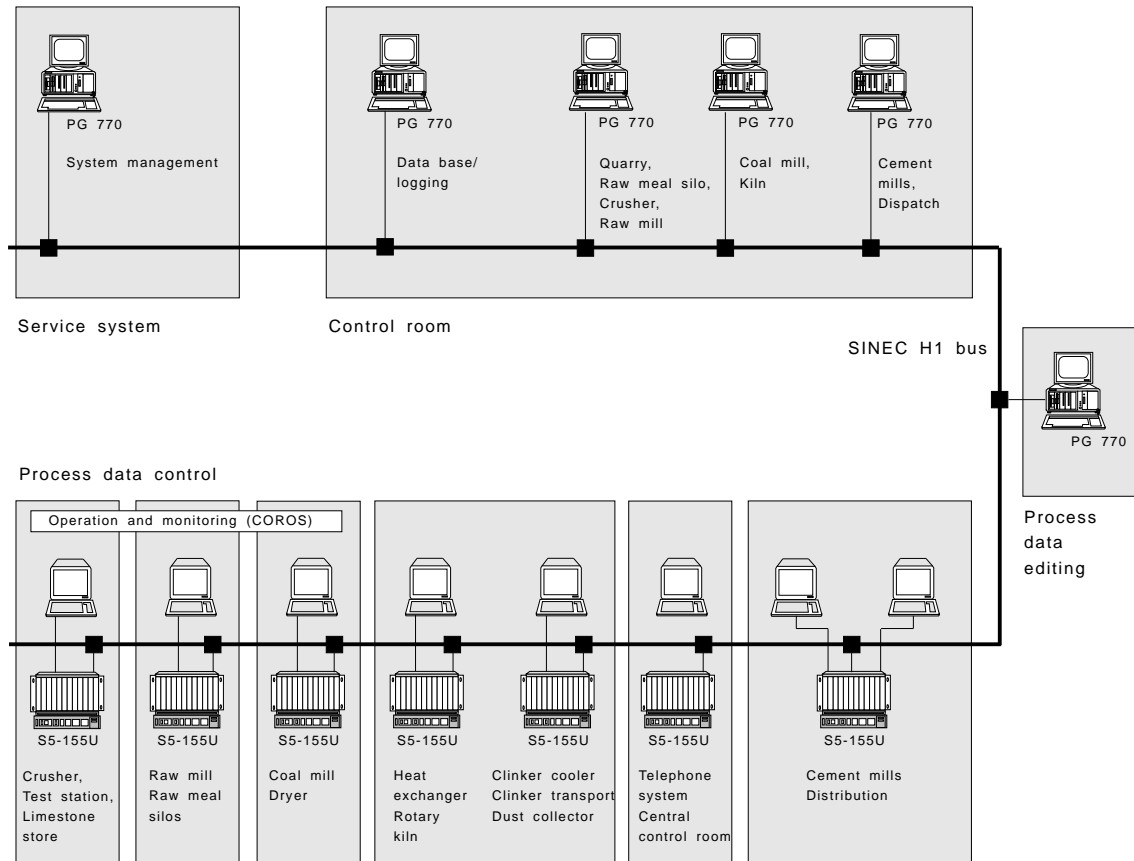 PG 770
System management
PG 770
Data base/
logging
PG 770
Quarry,
Raw meal silo,
Crusher,
Raw mill
PG 770
Coal mill,
Kiln
PG 770
Cement
mills,
Dispatch
Service system
Control room
SINEC H1 bus
PG 770
Process
data
editing
Process data control
Operation and monitoring (COROS)
S5-155U
Crusher,
Test station,
Limestone
store
S5-155U
Raw mill
Raw meal
silos
S5-155U
Coal mill
Dryer
S5-155U
Heat
exchanger
Rotary
kiln
S5-155U
Clinker cooler
Clinker transport
Dust collector
S5-155U
Telephone
system
Central
control room
S5-155U
Cement mills
Distribution